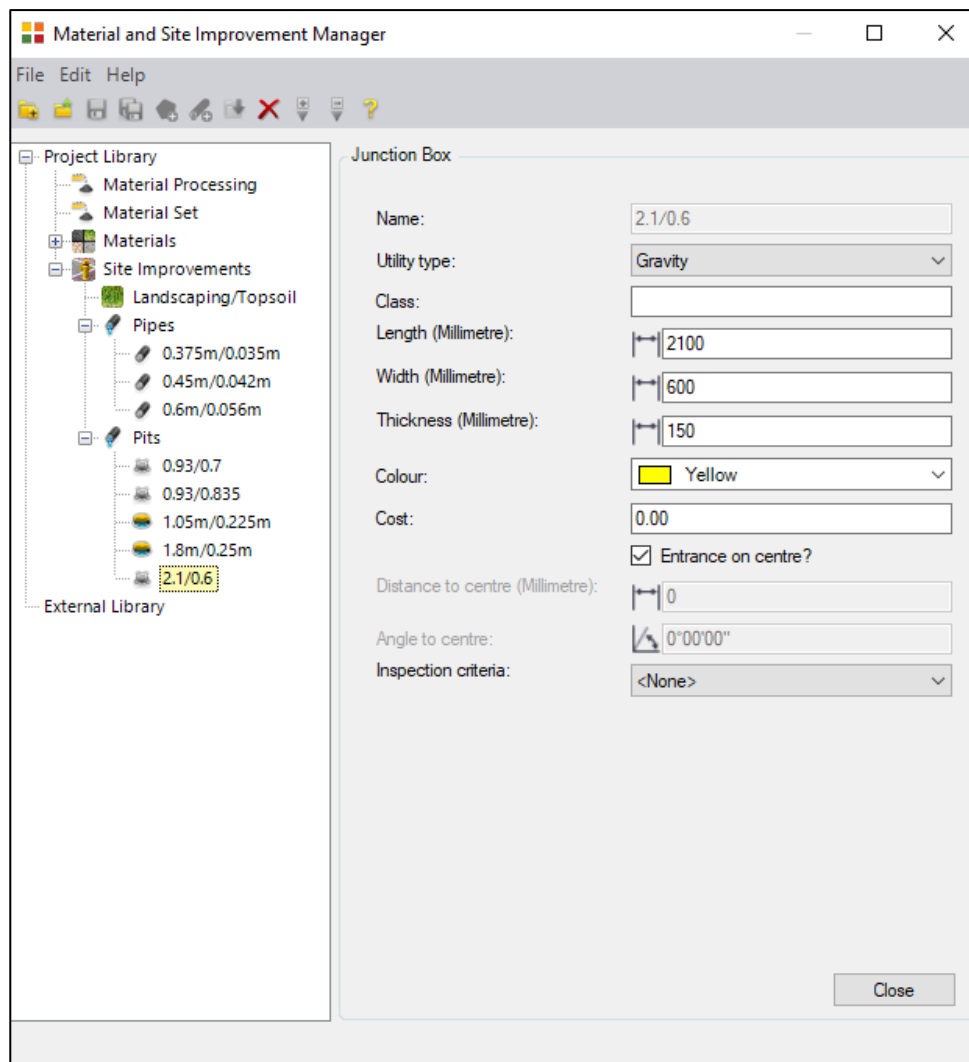 Material and Site Improvement Manager
File Edit Help
Project Library
Material Processing
Material Set
Materials
Site Improvements
Landscaping/Topsoil
Pipes
0.375m/0.035m
0.45m/0.042m
0.6m/0.056m
Pits
0.93/0.7
0.93/0.835
1.05m/0.225m
1.8m/0.25m
2.1/0.6
External Library
Junction Box
Name: 2.1/0.6
Utility type: Gravity
Class:
Length (Millimetre): 2100
Width (Millimetre): 600
Thickness (Millimetre): 150
Colour: Yellow
Cost: 0.00
Entrance on centre?
Distance to centre (Millimetre): 0
Angle to centre: 0°00'00"
Inspection criteria: <None>
Close